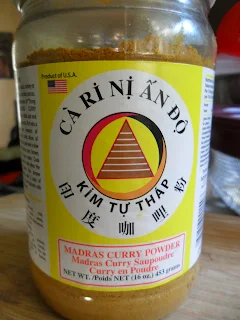 Product of U.S.A.
CÀ RI NỊ ẤN ĐỘ
KIM TỰ THÁP
印度咖哩粉
MADRAS CURRY POWDER
Madras Curry Saupoudre
Curry en Poudre
NET WT. /Poids NET (16 oz.) 453 grams